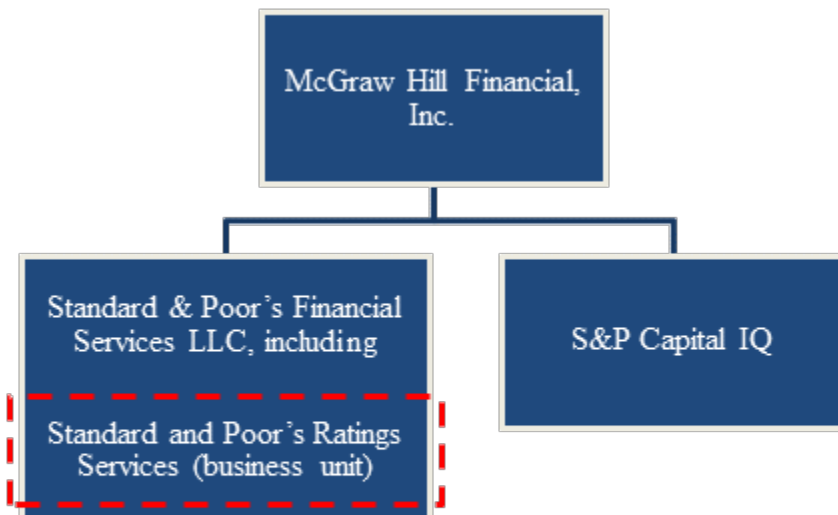 McGraw Hill Financial,
Inc.
Standard & Poor’s Financial
Services LLC, including
Standard and Poor’s Ratings
Services (business unit)
S&P Capital IQ